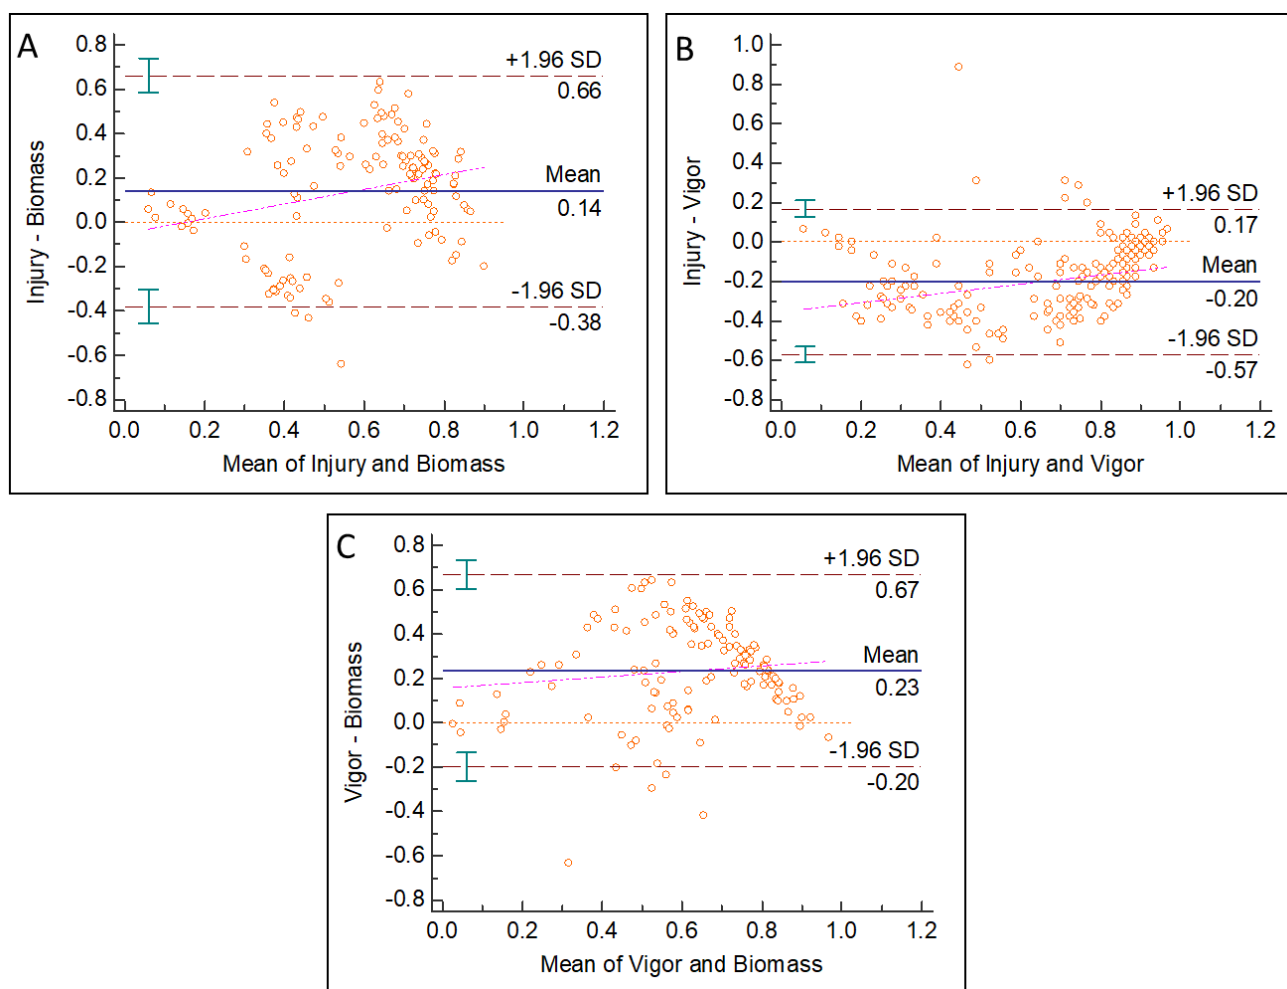 A
Injury - Biomass
0.8
0.6
0.4
0.2
0.0
-0.2
-0.4
-0.6
-0.8
+1.96 SD
0.66
Mean
0.14
-1.96 SD
-0.38
0.0 0.2 0.4 0.6 0.8 1.0 1.2
Mean of Injury and Biomass
B
Injury - Vigor
1.0
0.8
0.6
0.4
0.2
0.0
-0.2
-0.4
-0.6
-0.8
+1.96 SD
0.17
Mean
-0.20
-1.96 SD
-0.57
0.0 0.2 0.4 0.6 0.8 1.0 1.2
Mean of Injury and Vigor
C
Vigor - Biomass
0.8
0.6
0.4
0.2
0.0
-0.2
-0.4
-0.6
-0.8
+1.96 SD
0.67
Mean
0.23
-1.96 SD
-0.20
0.0 0.2 0.4 0.6 0.8 1.0 1.2
Mean of Vigor and Biomass